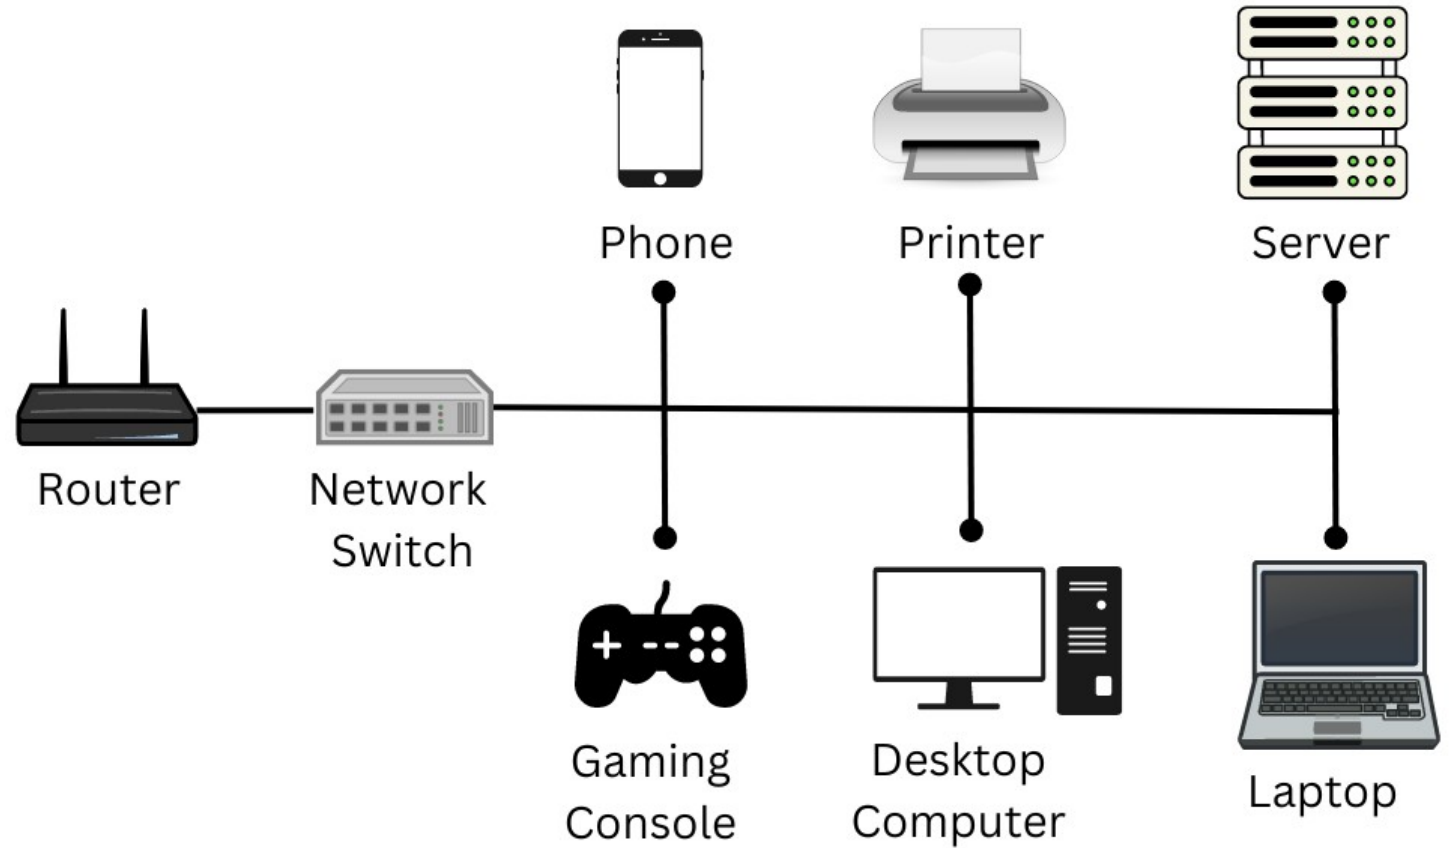 Phone
Printer
Server
Router
Network
Switch
Gaming
Console
Desktop
Computer
Laptop